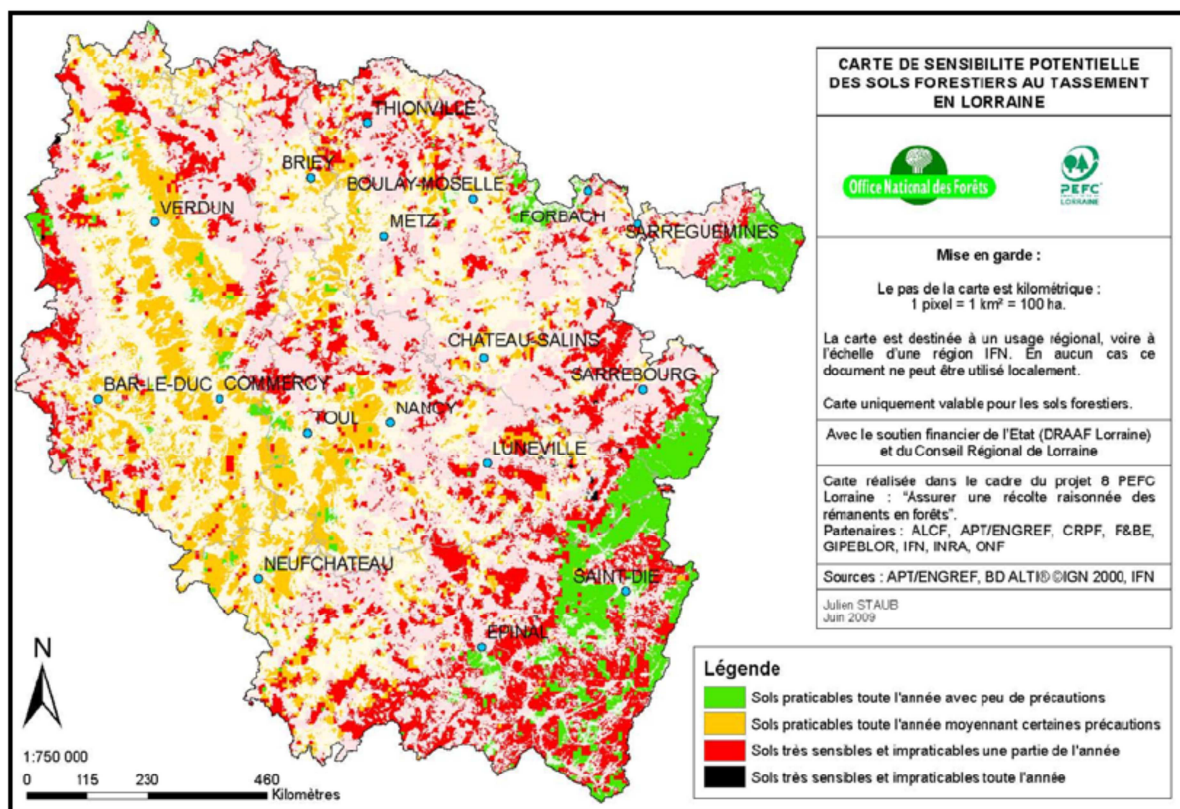 CARTE DE SENSIBILITE POTENTIELLE
DES SOLS FORESTIERS AU TASSEMENT
EN LORRAINE
Office National des Forêts
PEFC
LORRAINE
Mise en garde :
Le pas de la carte est kilométrique :
1 pixel = 1 km² = 100 ha.
La carte est destinée à un usage régional, voire à
l'échelle d'une région IFN. En aucun cas ce
document ne peut être utilisé localement.
Carte uniquement valable pour les sols forestiers.
Avec le soutien financier de l'Etat (DRAAF Lorraine)
et du Conseil Régional de Lorraine
Carte réalisée dans le cadre du projet 8 PEFC
Lorraine : "Assurer une récolte raisonnée des
rémanents en forêts".
Partenaires : ALCF, APT/ENGREF, CRPF, F&BE,
GIPEBLOR, IFN, INRA, ONF
Sources : APT/ENGREF, BD ALTI® ©IGN 2000, IFN
Julien STAUB
Juin 2009
THIONVILLE
BRIEY
BOULAY-MOSELLE
FORBACH
VERDUN
METZ
SARREGUEMINES
CHATEAU-SALINS
SARREBOURG
BAR-LE-DUC
COMMERCY
TOUL
NANCY
LUNEVILLE
NEUFCHATEAU
SAINT-DIE
EPINAL
N
1:750 000
0 115 230 460
Kilomètres
Légende
Sols praticables toute l'année avec peu de précautions
Sols praticables toute l'année moyennant certaines précautions
Sols très sensibles et impraticables une partie de l'année
Sols très sensibles et impraticables toute l'année